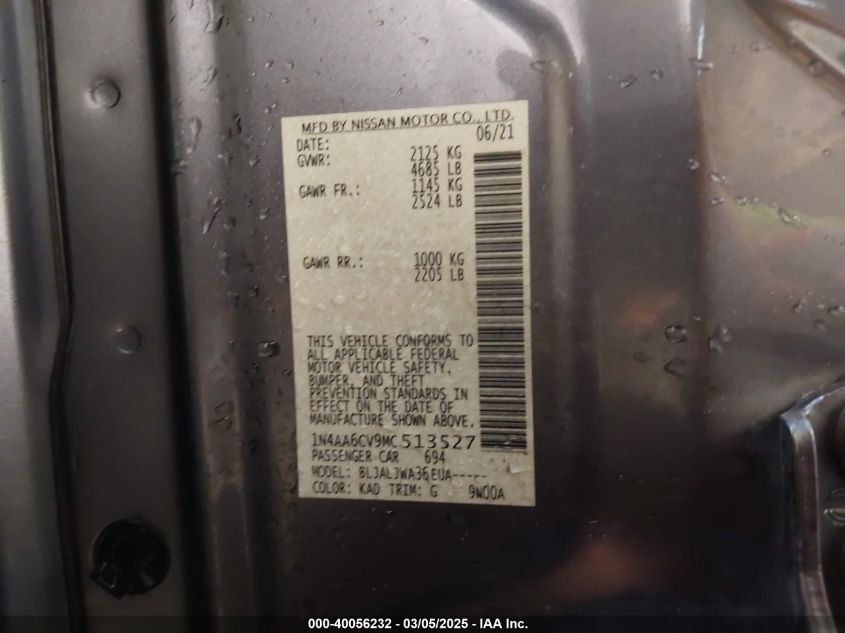 MFD BY NISSAN MOTOR CO., LTD.
DATE: 06/21
GVWR: 2125 KG
4685 LB
GAWR FR.: 1145 KG
2524 LB
GAWR RR.: 1000 KG
2205 LB
THIS VEHICLE CONFORMS TO
ALL APPLICABLE FEDERAL
MOTOR VEHICLE SAFETY,
BUMPER, AND THEFT
PREVENTION STANDARDS IN
EFFECT ON THE DATE OF
MANUFACTURE SHOWN ABOVE.
1N4AA6CV9MC513527
PASSENGER CAR 694
MODEL: BLJALJWA36EUA-----
COLOR: KAD TRIM: G 9N00A
000-40056232 - 03/05/2025 - IAA Inc.